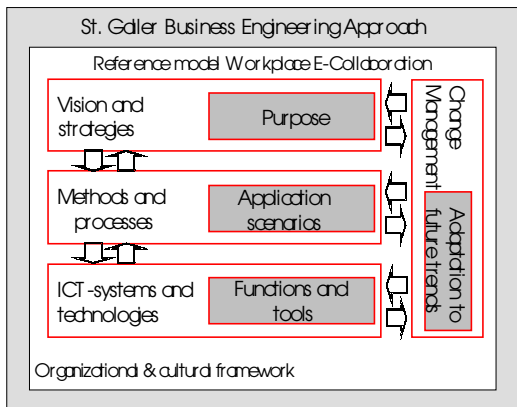 St. Galler Business Engineering Approach
Reference model Workplace E-Collaboration
Vision and
strategies
Purpose
Methods and
processes
Application
scenarios
ICT-systems and
technologies
Functions and
tools
Change
Management
Adaptation to
future trends
Organizational & cultural framework